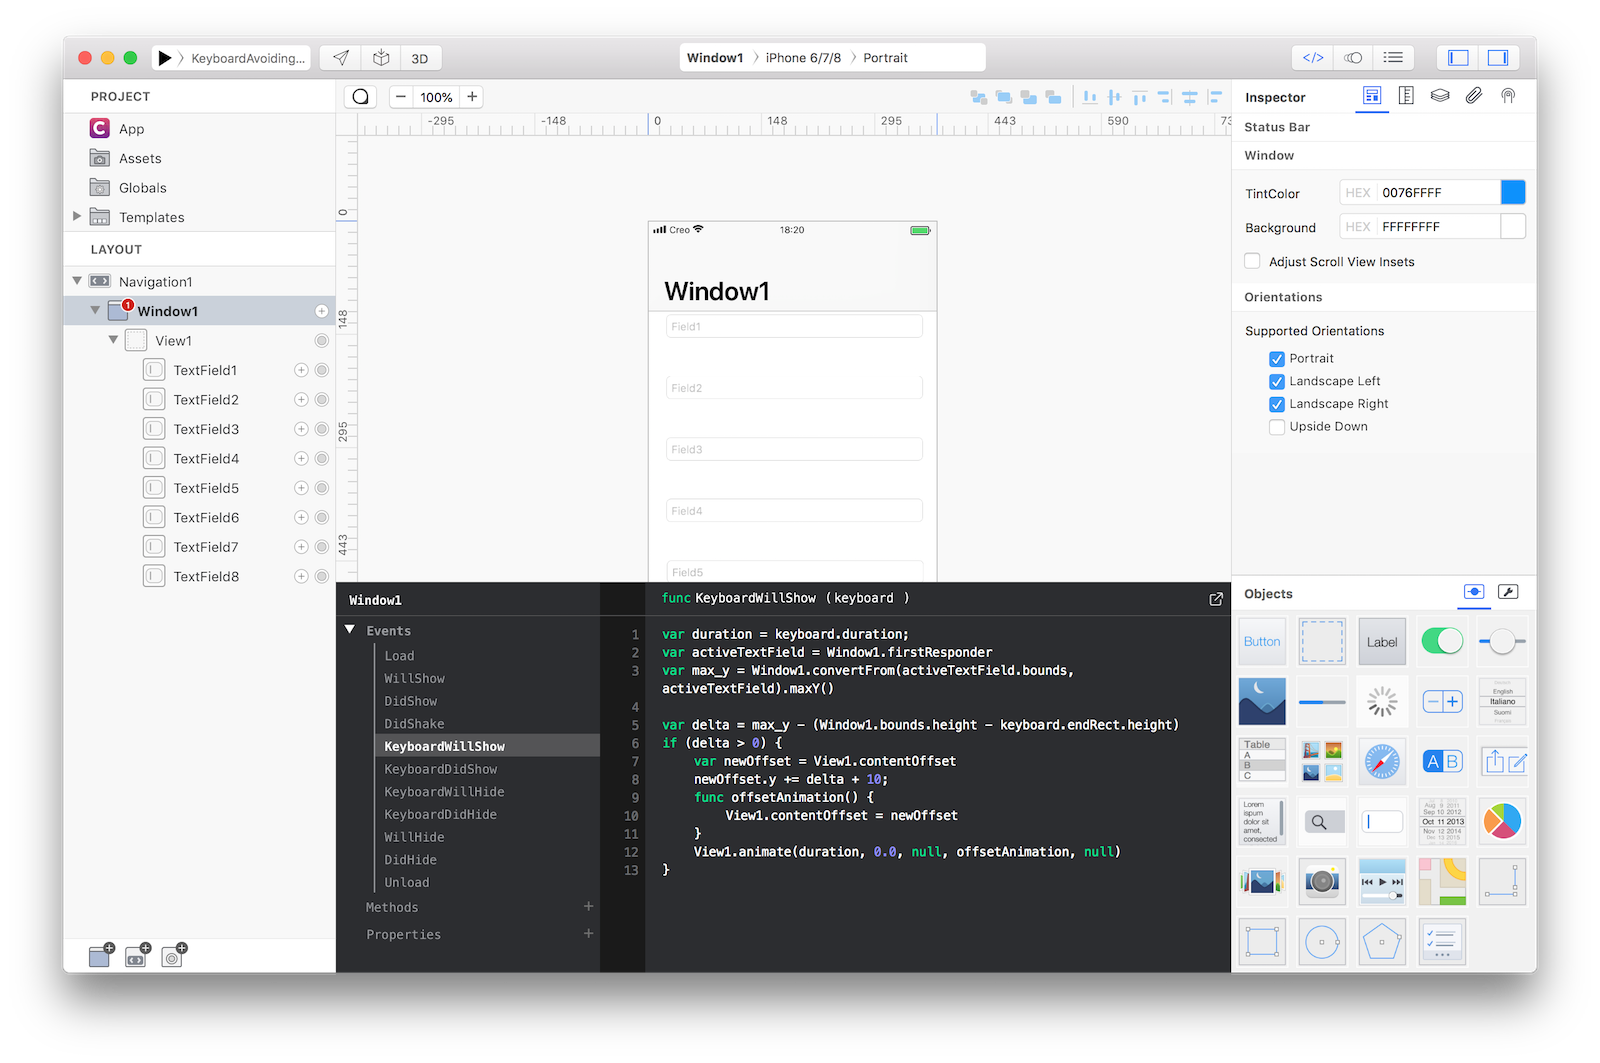 KeyboardAvoiding...
3D
Window1 iPhone 6/7/8 Portrait
</>
PROJECT
App
Assets
Globals
Templates
LAYOUT
Navigation1
1
Window1
View1
TextField1
TextField2
TextField3
TextField4
TextField5
TextField6
TextField7
TextField8
100%
-295 -148 0 148 295 443 590 73
0
148
295
443
Creo 18:20
Window1
Field1
Field2
Field3
Field4
Field5
Window1
Events
Load
WillShow
DidShow
DidShake
KeyboardWillShow
KeyboardDidShow
KeyboardWillHide
KeyboardDidHide
WillHide
DidHide
Unload
Methods +
Properties +
func KeyboardWillShow (keyboard )
1 var duration = keyboard.duration;
2 var activeTextField = Window1.firstResponder
3 var max_y = Window1.convertFrom(activeTextField.bounds,
activeTextField).maxY()
4
5 var delta = max_y - (Window1.bounds.height - keyboard.endRect.height)
6 if (delta > 0) {
7 var newOffset = View1.contentOffset
8 newOffset.y += delta + 10;
9 func offsetAnimation() {
10 View1.contentOffset = newOffset
11 }
12 View1.animate(duration, 0.0, null, offsetAnimation, null)
13 }
Inspector
Status Bar
Window
TintColor HEX 0076FFFF
Background HEX FFFFFFFF
Adjust Scroll View Insets
Orientations
Supported Orientations
Portrait
Landscape Left
Landscape Right
Upside Down
Objects
Button
Label
English
Italiano
Suomi
Table
A
B
C
A B
Lorem
ispum
dolor sit
amet,
consected
Aug 9 2011
Sep 10 2012
Oct 11 2013
Nov 12 2014
Dec 13 2015